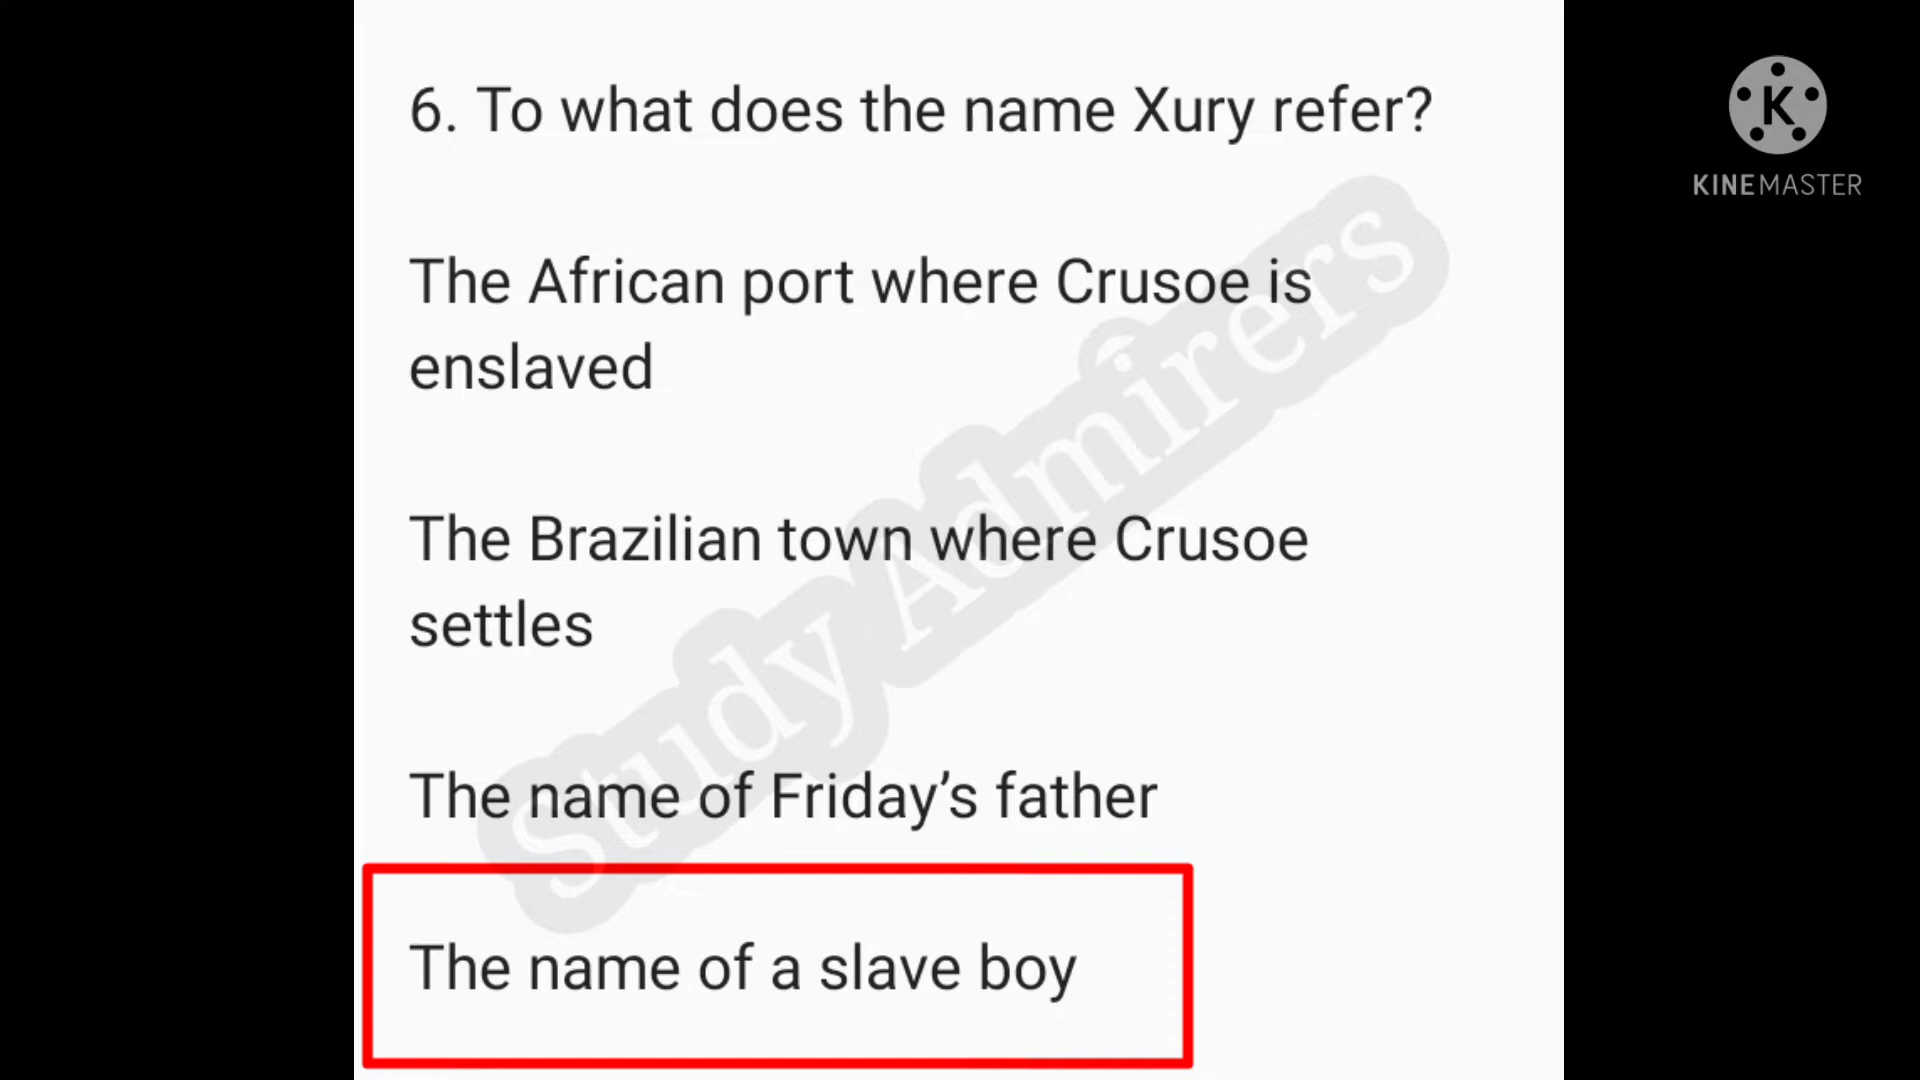 6. To what does the name Xury refer?
The African port where Crusoe is
enslaved
The Brazilian town where Crusoe
settles
The name of Friday’s father
The name of a slave boy
Study Admirers
K
KINEMASTER